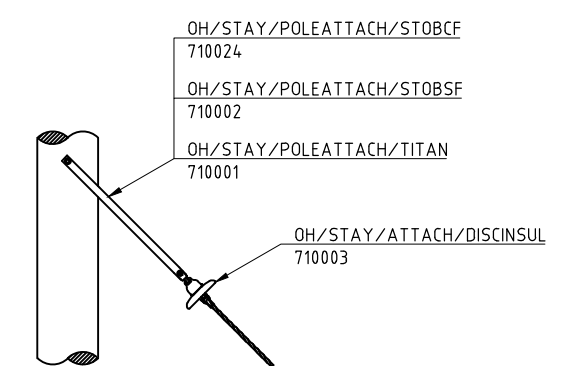 OH/STAY/POLEATTACH/STOBCF
710024
OH/STAY/POLEATTACH/STOBSF
710002
OH/STAY/POLEATTACH/TITAN
710001
OH/STAY/ATTACH/DISCINSUL
710003